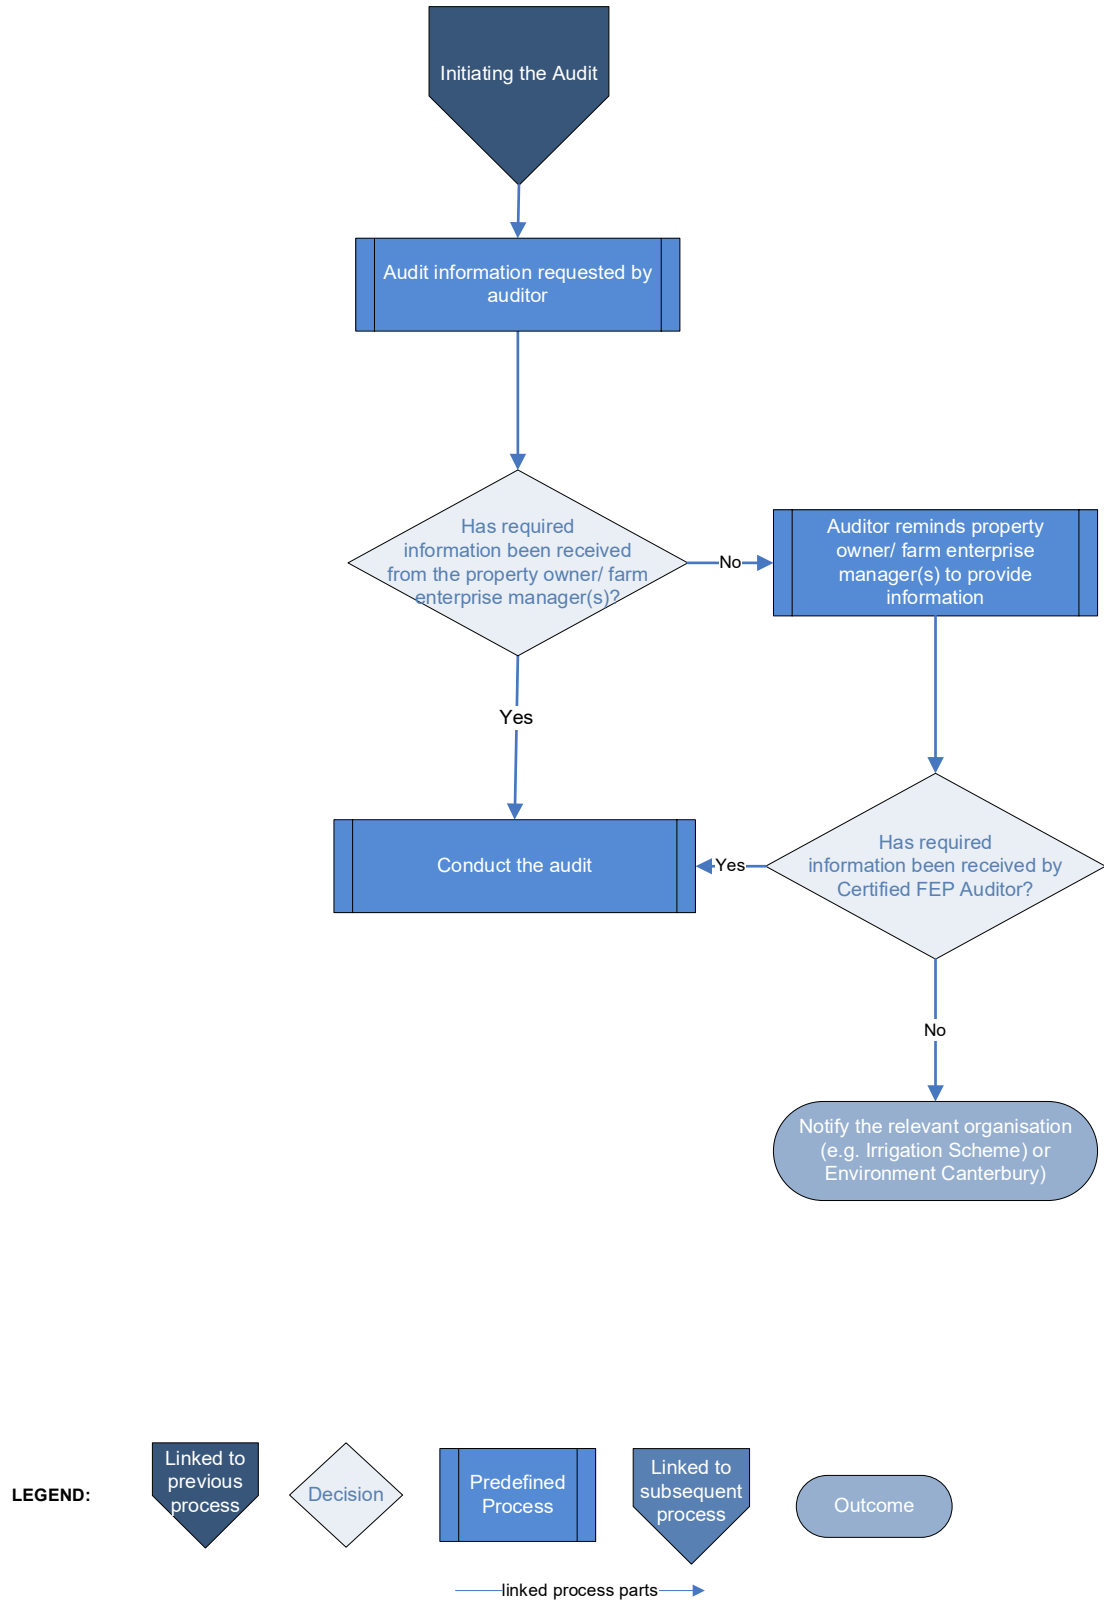 Initiating the Audit
Audit information requested by
auditor
Has required
information been received
from the property owner/ farm
enterprise manager(s)?
No
Auditor reminds property
owner/ farm enterprise
manager(s) to provide
information
Yes
Conduct the audit
Yes
Has required
information been received by
Certified FEP Auditor?
No
Notify the relevant organisation
(e.g. Irrigation Scheme) or
Environment Canterbury)
LEGEND:
Linked to
previous
process
Decision
Predefined
Process
Linked to
subsequent
process
Outcome
linked process parts